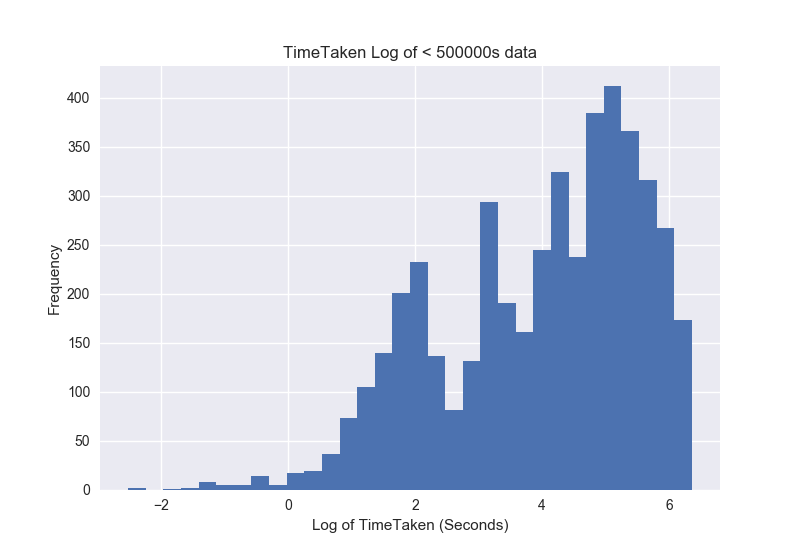 TimeTaken Log of < 500000s data
400
350
300
250
200
150
100
50
0
Frequency
−2 0 2 4 6
Log of TimeTaken (Seconds)